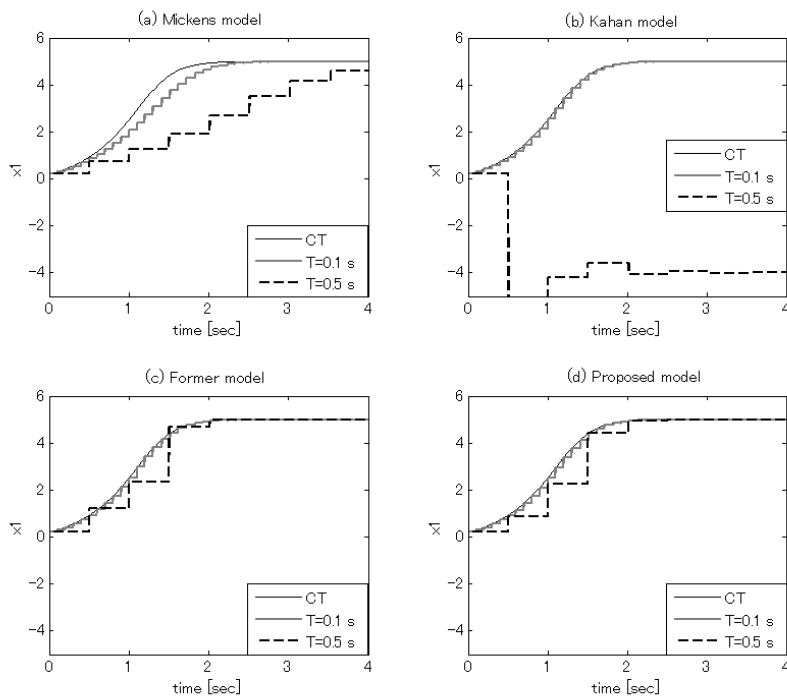 (a) Mickens model
6
4
2
0
-2
-4
x1
CT
T=0.1 s
T=0.5 s
0 1 2 3 4
time [sec]
(b) Kahan model
6
4
2
0
-2
-4
x1
CT
T=0.1 s
T=0.5 s
0 1 2 3 4
time [sec]
(c) Former model
6
4
2
0
-2
-4
x1
CT
T=0.1 s
T=0.5 s
0 1 2 3 4
time [sec]
(d) Proposed model
6
4
2
0
-2
-4
x1
CT
T=0.1 s
T=0.5 s
0 1 2 3 4
time [sec]